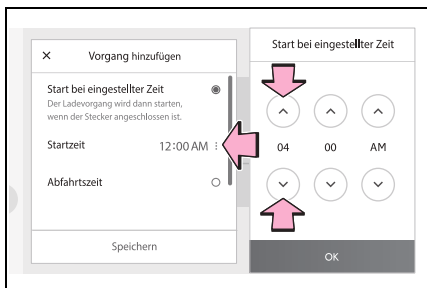 Vorgang hinzufügen
Start bei eingestellter Zeit
Der Ladevorgang wird dann starten,
wenn der Stecker angeschlossen ist.
Startzeit 12:00 AM
Abfahrtszeit
Speichern
Start bei eingestellter Zeit
04 00 AM
OK